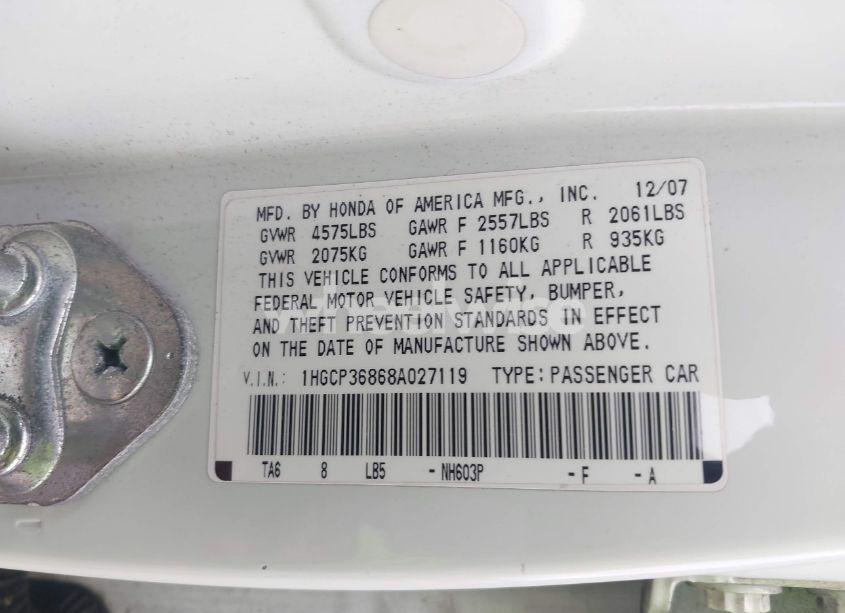 MFD. BY HONDA OF AMERICA MFG., INC. 12/07
GVWR 4575LBS GAWR F 2557LBS R 2061LBS
GVWR 2075KG GAWR F 1160KG R 935KG
THIS VEHICLE CONFORMS TO ALL APPLICABLE
FEDERAL MOTOR VEHICLE SAFETY, BUMPER,
AND THEFT PREVENTION STANDARDS IN EFFECT
ON THE DATE OF MANUFACTURE SHOWN ABOVE.
V.I.N.: 1HGCP36868A027119 TYPE:PASSENGER CAR
TA6 8 LB5 -NH603P -F -A